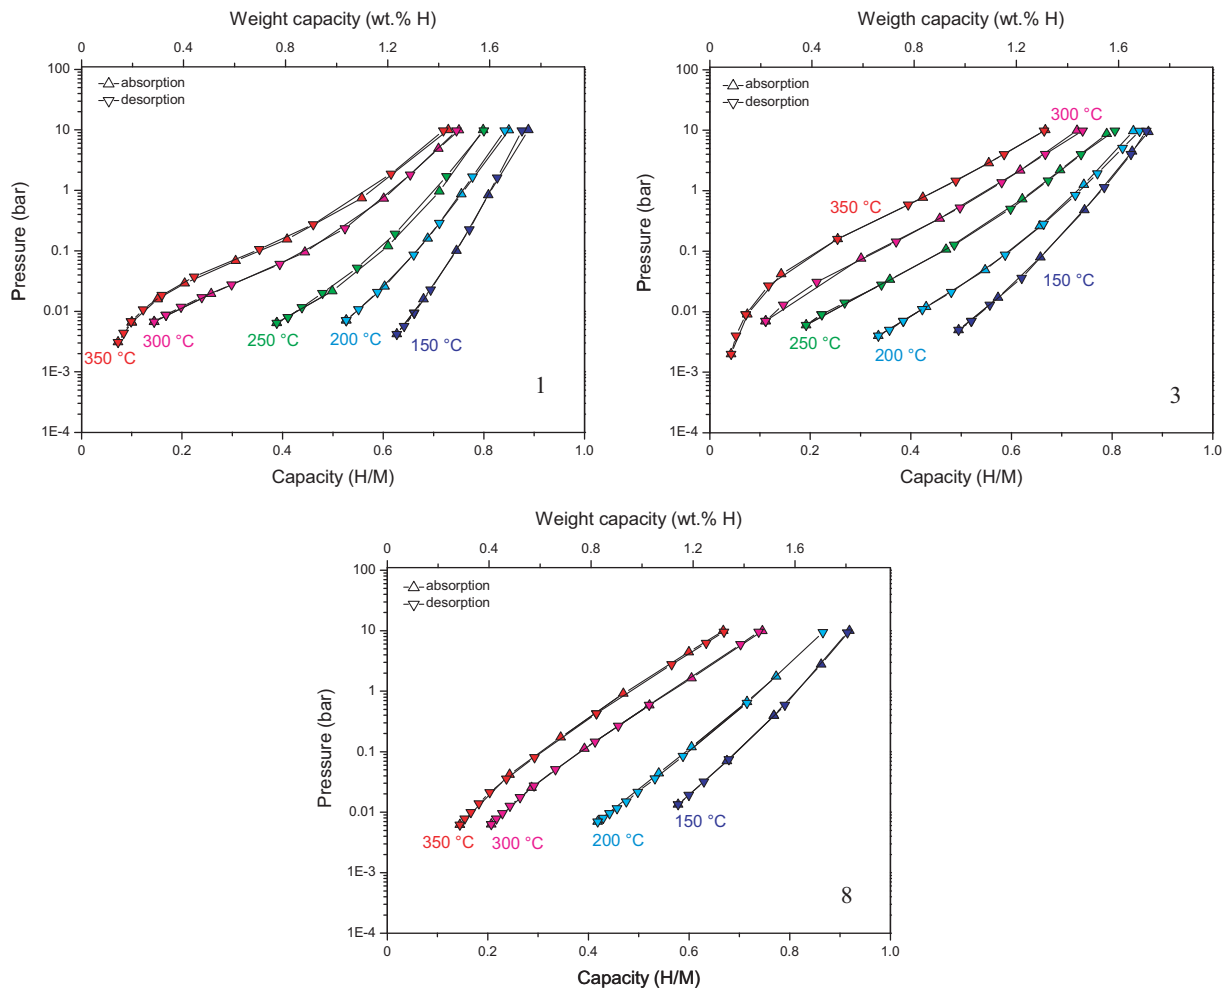 Weight capacity (wt.% H)
0 0.4 0.8 1.2 1.6
100
10
1
0.1
0.01
1E-3
1E-4
Pressure (bar)
absorption
desorption
350 °C
300 °C
250 °C
200 °C
150 °C
1
0.0 0.2 0.4 0.6 0.8 1.0
Capacity (H/M)
Weigth capacity (wt.% H)
0 0.4 0.8 1.2 1.6
100
10
1
0.1
0.01
1E-3
1E-4
Pressure (bar)
absorption
desorption
300 °C
350 °C
150 °C
250 °C
200 °C
3
0.0 0.2 0.4 0.6 0.8 1.0
Capacity (H/M)
Weight capacity (wt.% H)
0 0.4 0.8 1.2 1.6
100
10
1
0.1
0.01
1E-3
1E-4
Pressure (bar)
absorption
desorption
350 °C
300 °C
200 °C
150 °C
8
0.0 0.2 0.4 0.6 0.8 1.0
Capacity (H/M)